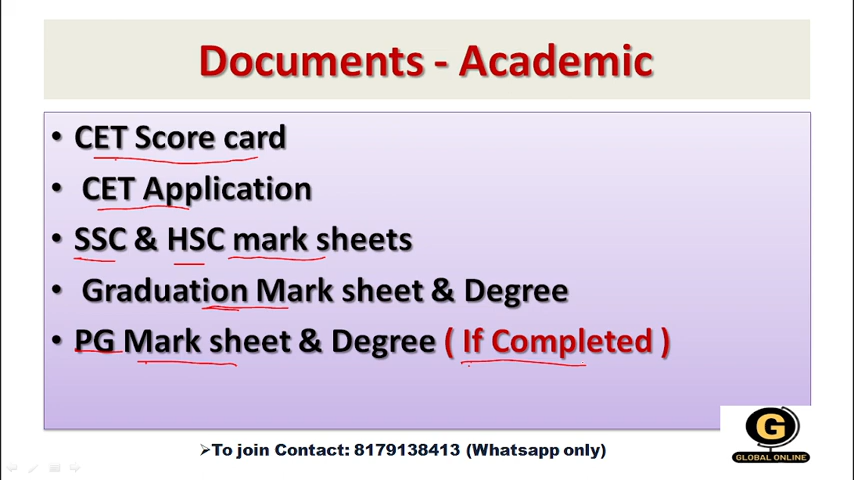 Documents - Academic
• CET Score card
• CET Application
• SSC & HSC mark sheets
• Graduation Mark sheet & Degree
• PG Mark sheet & Degree ( If Completed )
➢To join Contact: 8179138413 (Whatsapp only)
G
GLOBAL ONLINE